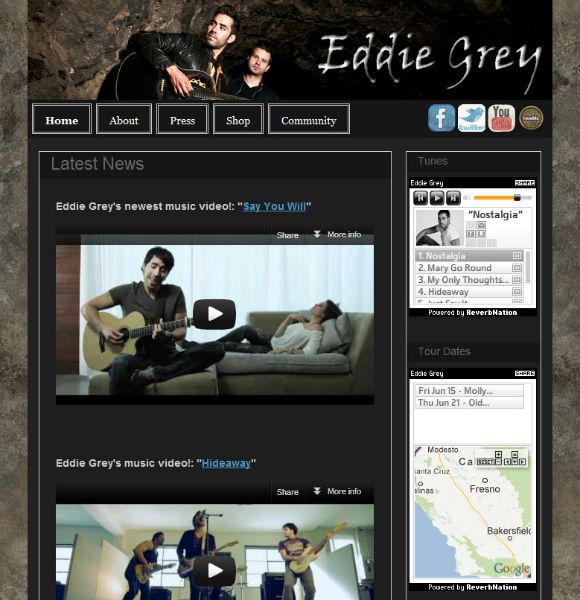 Eddie Grey
Home
About
Press
Shop
Community
twitter
You
Latest News
Eddie Grey's newest music video!: "Say You Will"
Share
More info
Eddie Grey's music video!: "Hideaway"
Share
More info
Tunes
Eddie Grey
SHARE
"Nostalgia"
1. Nostalgia
2. Mary Go Round
3. My Only Thoughts...
4. Hideaway
5. Just Say It
Powered by ReverbNation
Tour Dates
Eddie Grey
SHARE
Fri Jun 15 - Molly...
Thu Jun 21 - Old...
Modesto
Ca
Santa Cruz
linas
Fresno
Bakersfield
Google
Powered by ReverbNation